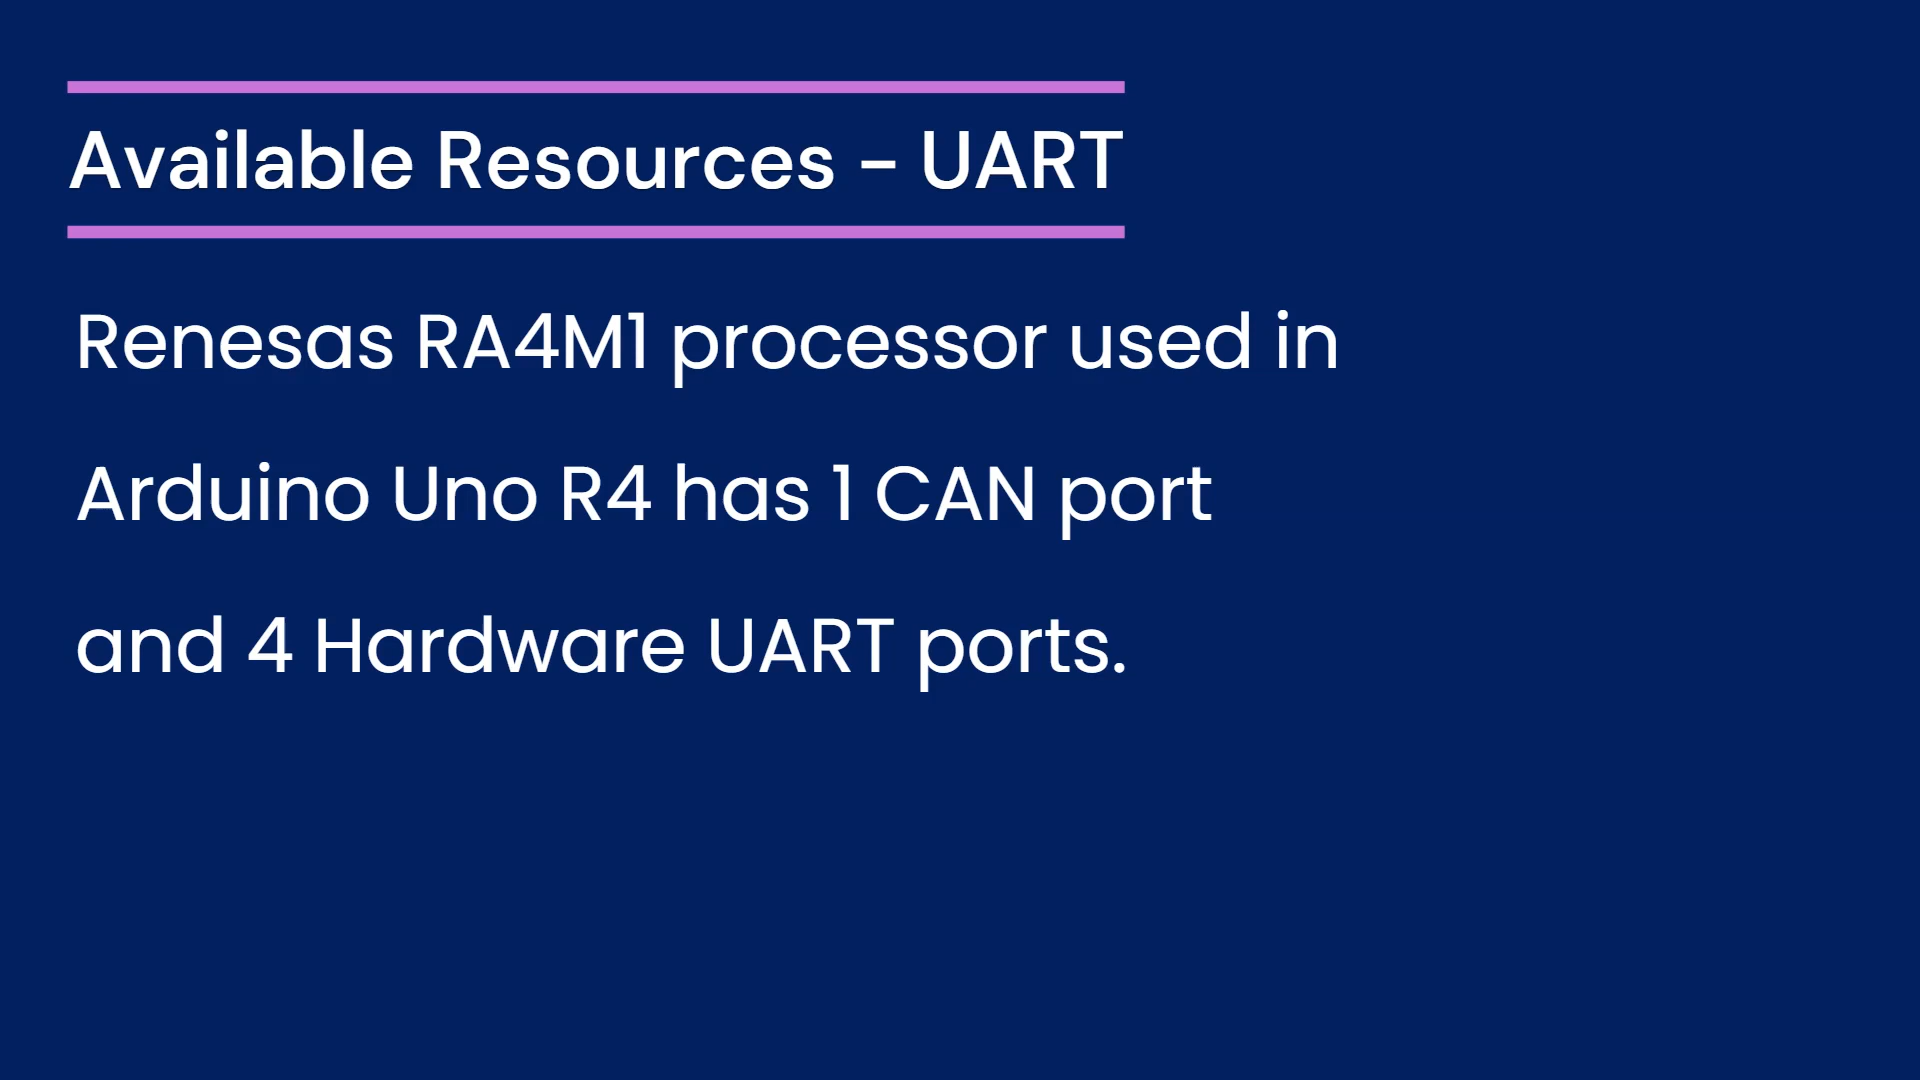 Available Resources - UART
Renesas RA4M1 processor used in
Arduino Uno R4 has 1 CAN port
and 4 Hardware UART ports.